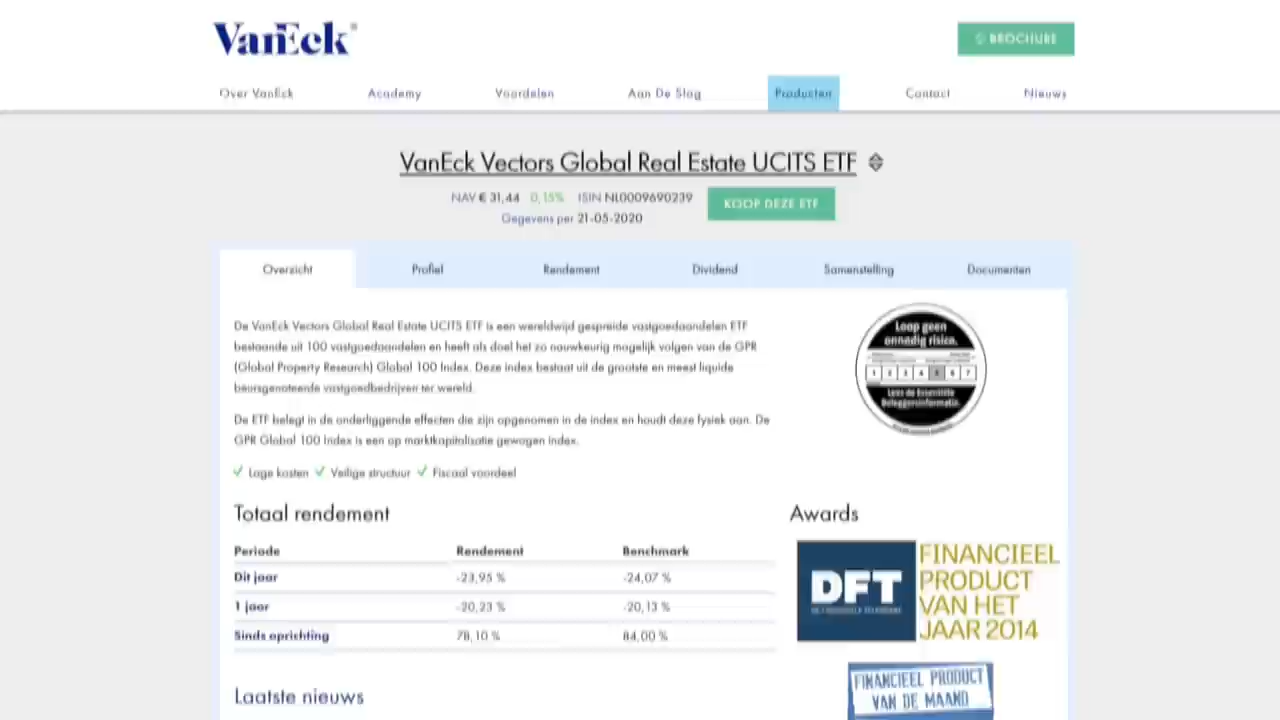 VanEck®
BROCHURE
Over VanEck Academy Voordelen Aan De Slag Producten Contact Nieuws
VanEck Vectors Global Real Estate UCITS ETF
NAV € 31,44 0,15% ISIN NL0009690239
KOOP DEZE ETF
Gegevens per 21-05-2020
Overzicht Profiel Rendement Dividend Samenstelling Documenten
De VanEck Vectors Global Real Estate UCITS ETF is een wereldwijd gespreide vastgoedaandelen ETF
bestaande uit 100 vastgoedaandelen en heeft als doel het zo nauwkeurig mogelijk volgen van de GPR
(Global Property Research) Global 100 Index. Deze index bestaat uit de grootste en meest liquide
beursgenoteerde vastgoedbedrijven ter wereld.
De ETF belegt in de onderliggende effecten die zijn opgenomen in de index en houdt deze fysiek aan. De
GPR Global 100 Index is een op marktkapitalisatie gewogen index.
Lage kosten Veilige structuur Fiscaal voordeel
Loop geen
onnodig risico.
1 2 3 4 5 6 7
Lees de Essentiële
Beleggersinformatie.
Totaal rendement
Periode Rendement Benchmark
Dit jaar -23,95 % -24,07 %
1 jaar -20,23 % -20,13 %
Sinds oprichting 78,10 % 84,00 %
Awards
DFT
FINANCIEEL
PRODUCT
VAN HET
JAAR 2014
FINANCIEEL PRODUCT
VAN DE MAAND
Laatste nieuws